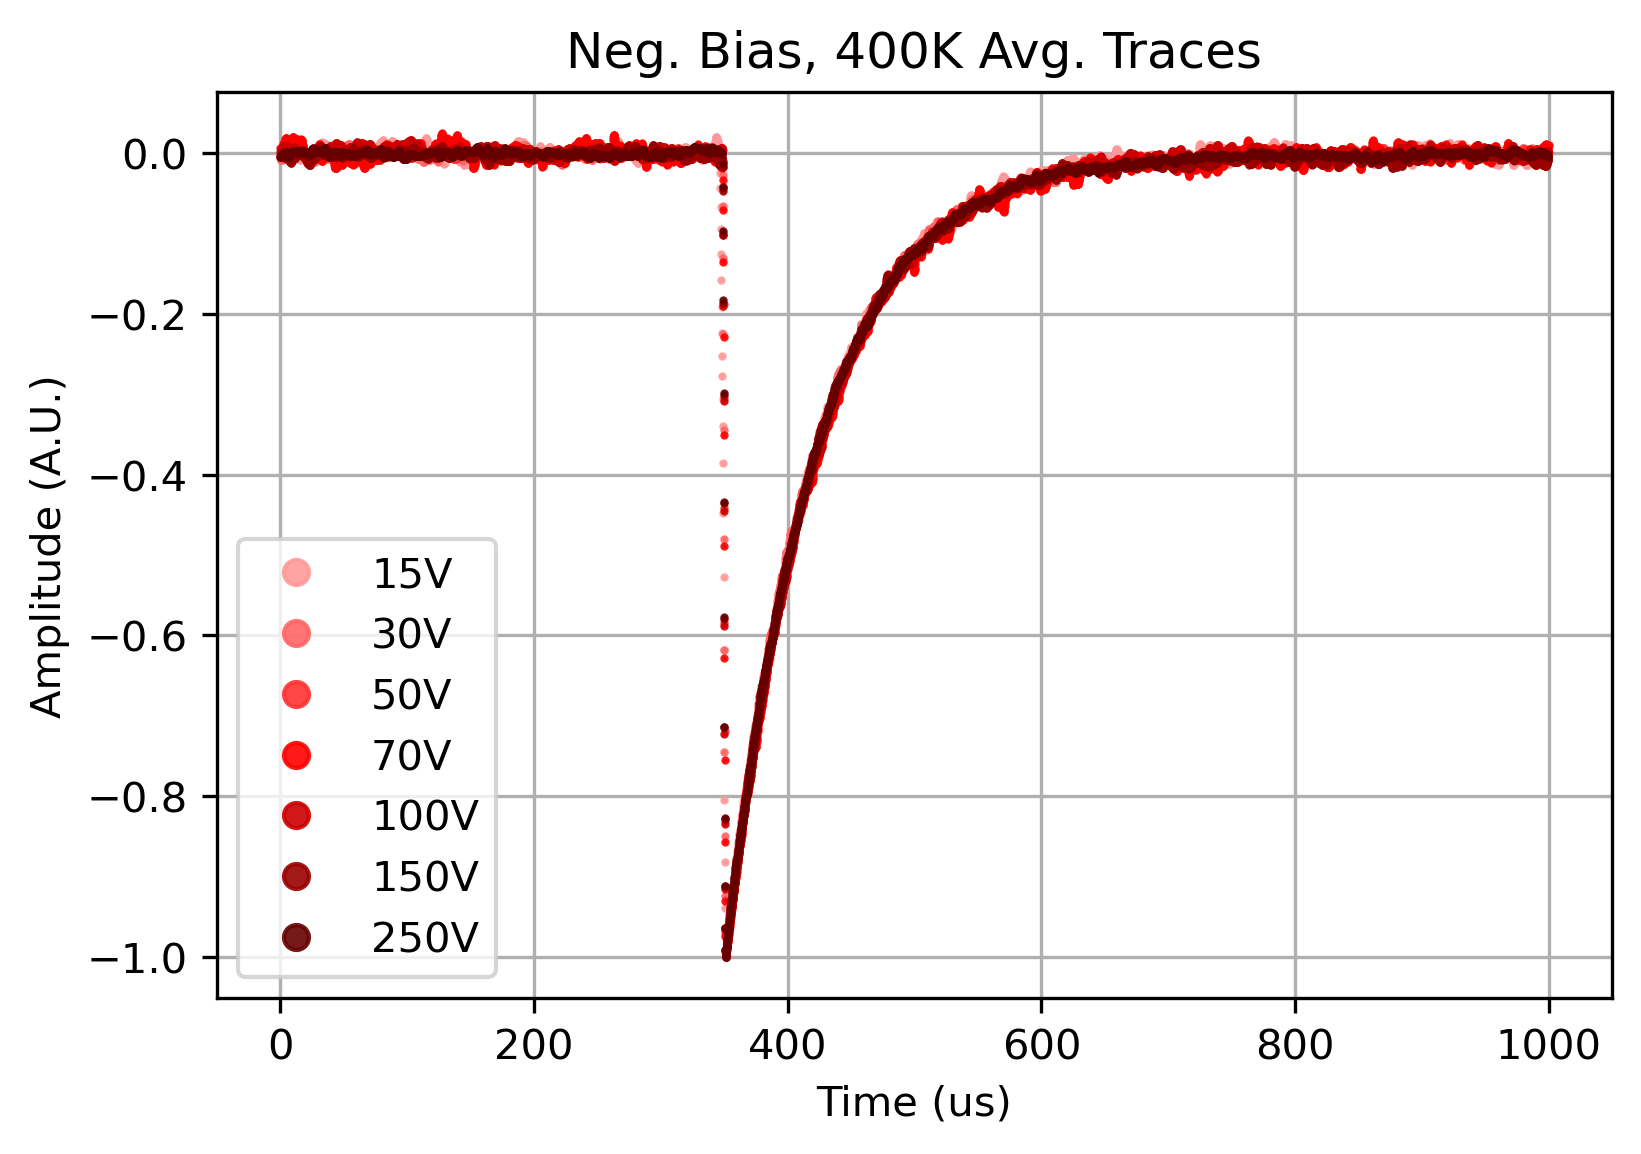 Neg. Bias, 400K Avg. Traces
Amplitude (A.U.)
0.0
−0.2
−0.4
−0.6
−0.8
−1.0
15V
30V
50V
70V
100V
150V
250V
0 200 400 600 800 1000
Time (us)